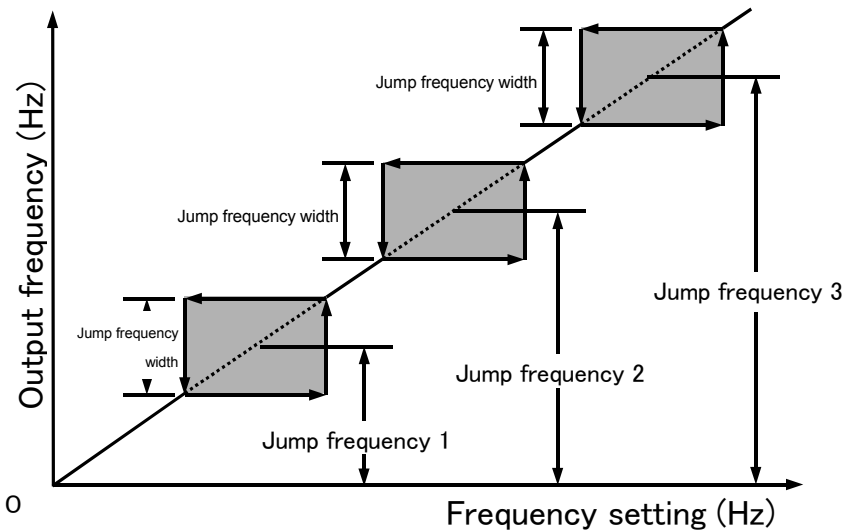 Output frequency (Hz)
Jump frequency width
Jump frequency width
Jump frequency
width
Jump frequency 3
Jump frequency 2
Jump frequency 1
O
Frequency setting (Hz)